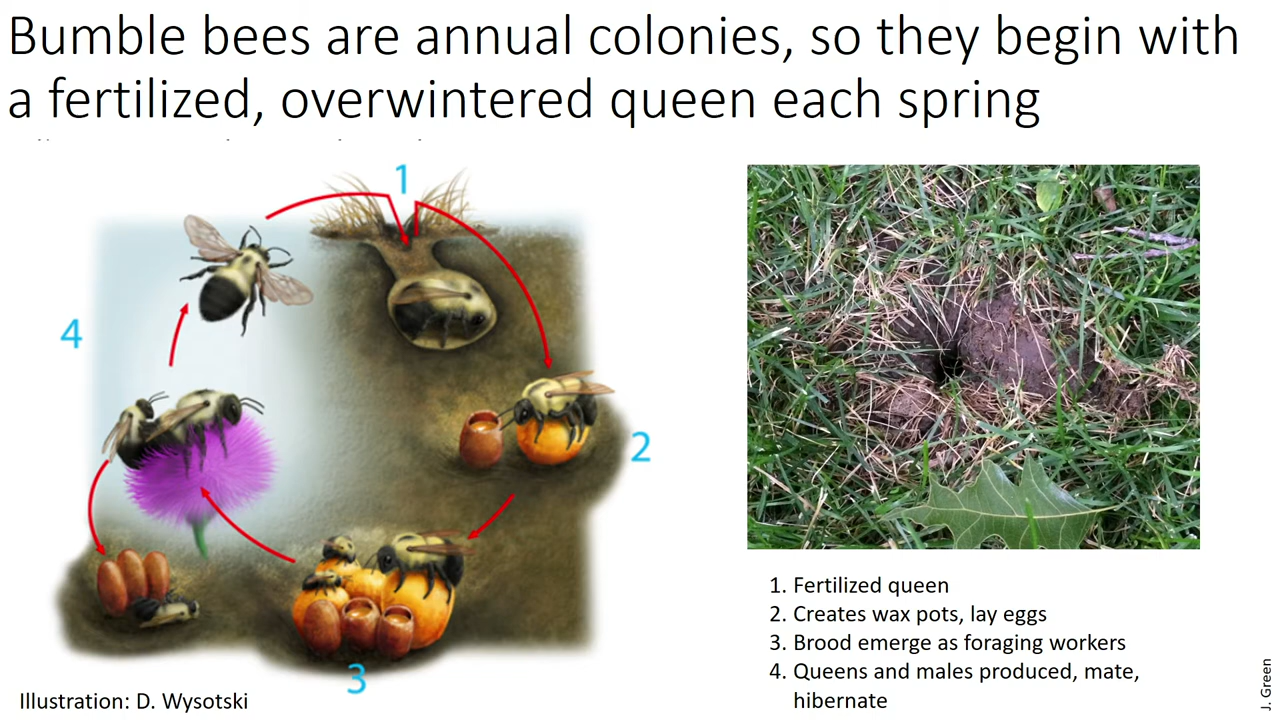 Bumble bees are annual colonies, so they begin with
a fertilized, overwintered queen each spring
1
4
2
3
1. Fertilized queen
2. Creates wax pots, lay eggs
3. Brood emerge as foraging workers
4. Queens and males produced, mate,
hibernate
Illustration: D. Wysotski
J. Green